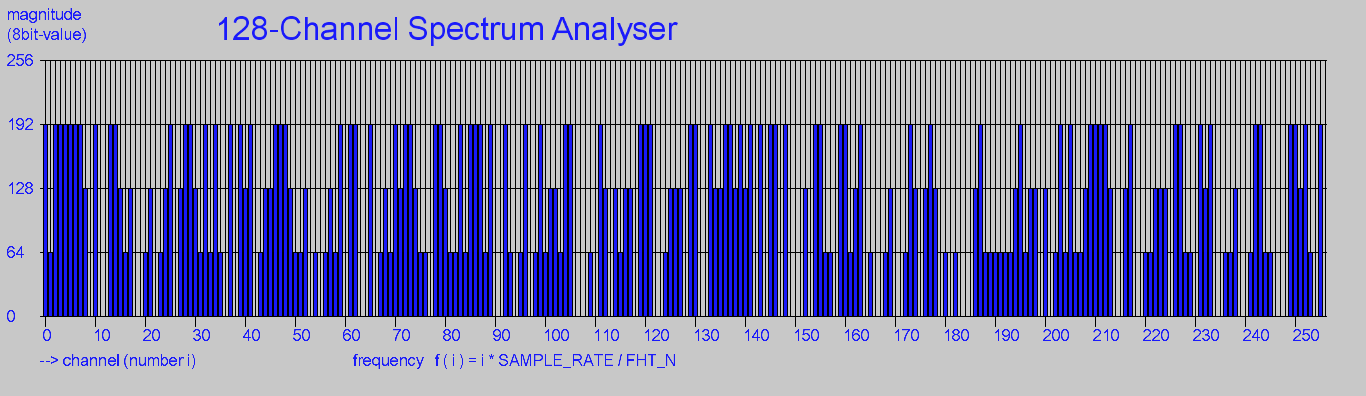 magnitude
(8bit-value)
128-Channel Spectrum Analyser
256
192
128
64
0
0 10 20 30 40 50 60 70 80 90 100 110 120 130 140 150 160 170 180 190 200 210 220 230 240 250
--> channel (number i)
frequency f ( i ) = i * SAMPLE_RATE / FHT_N